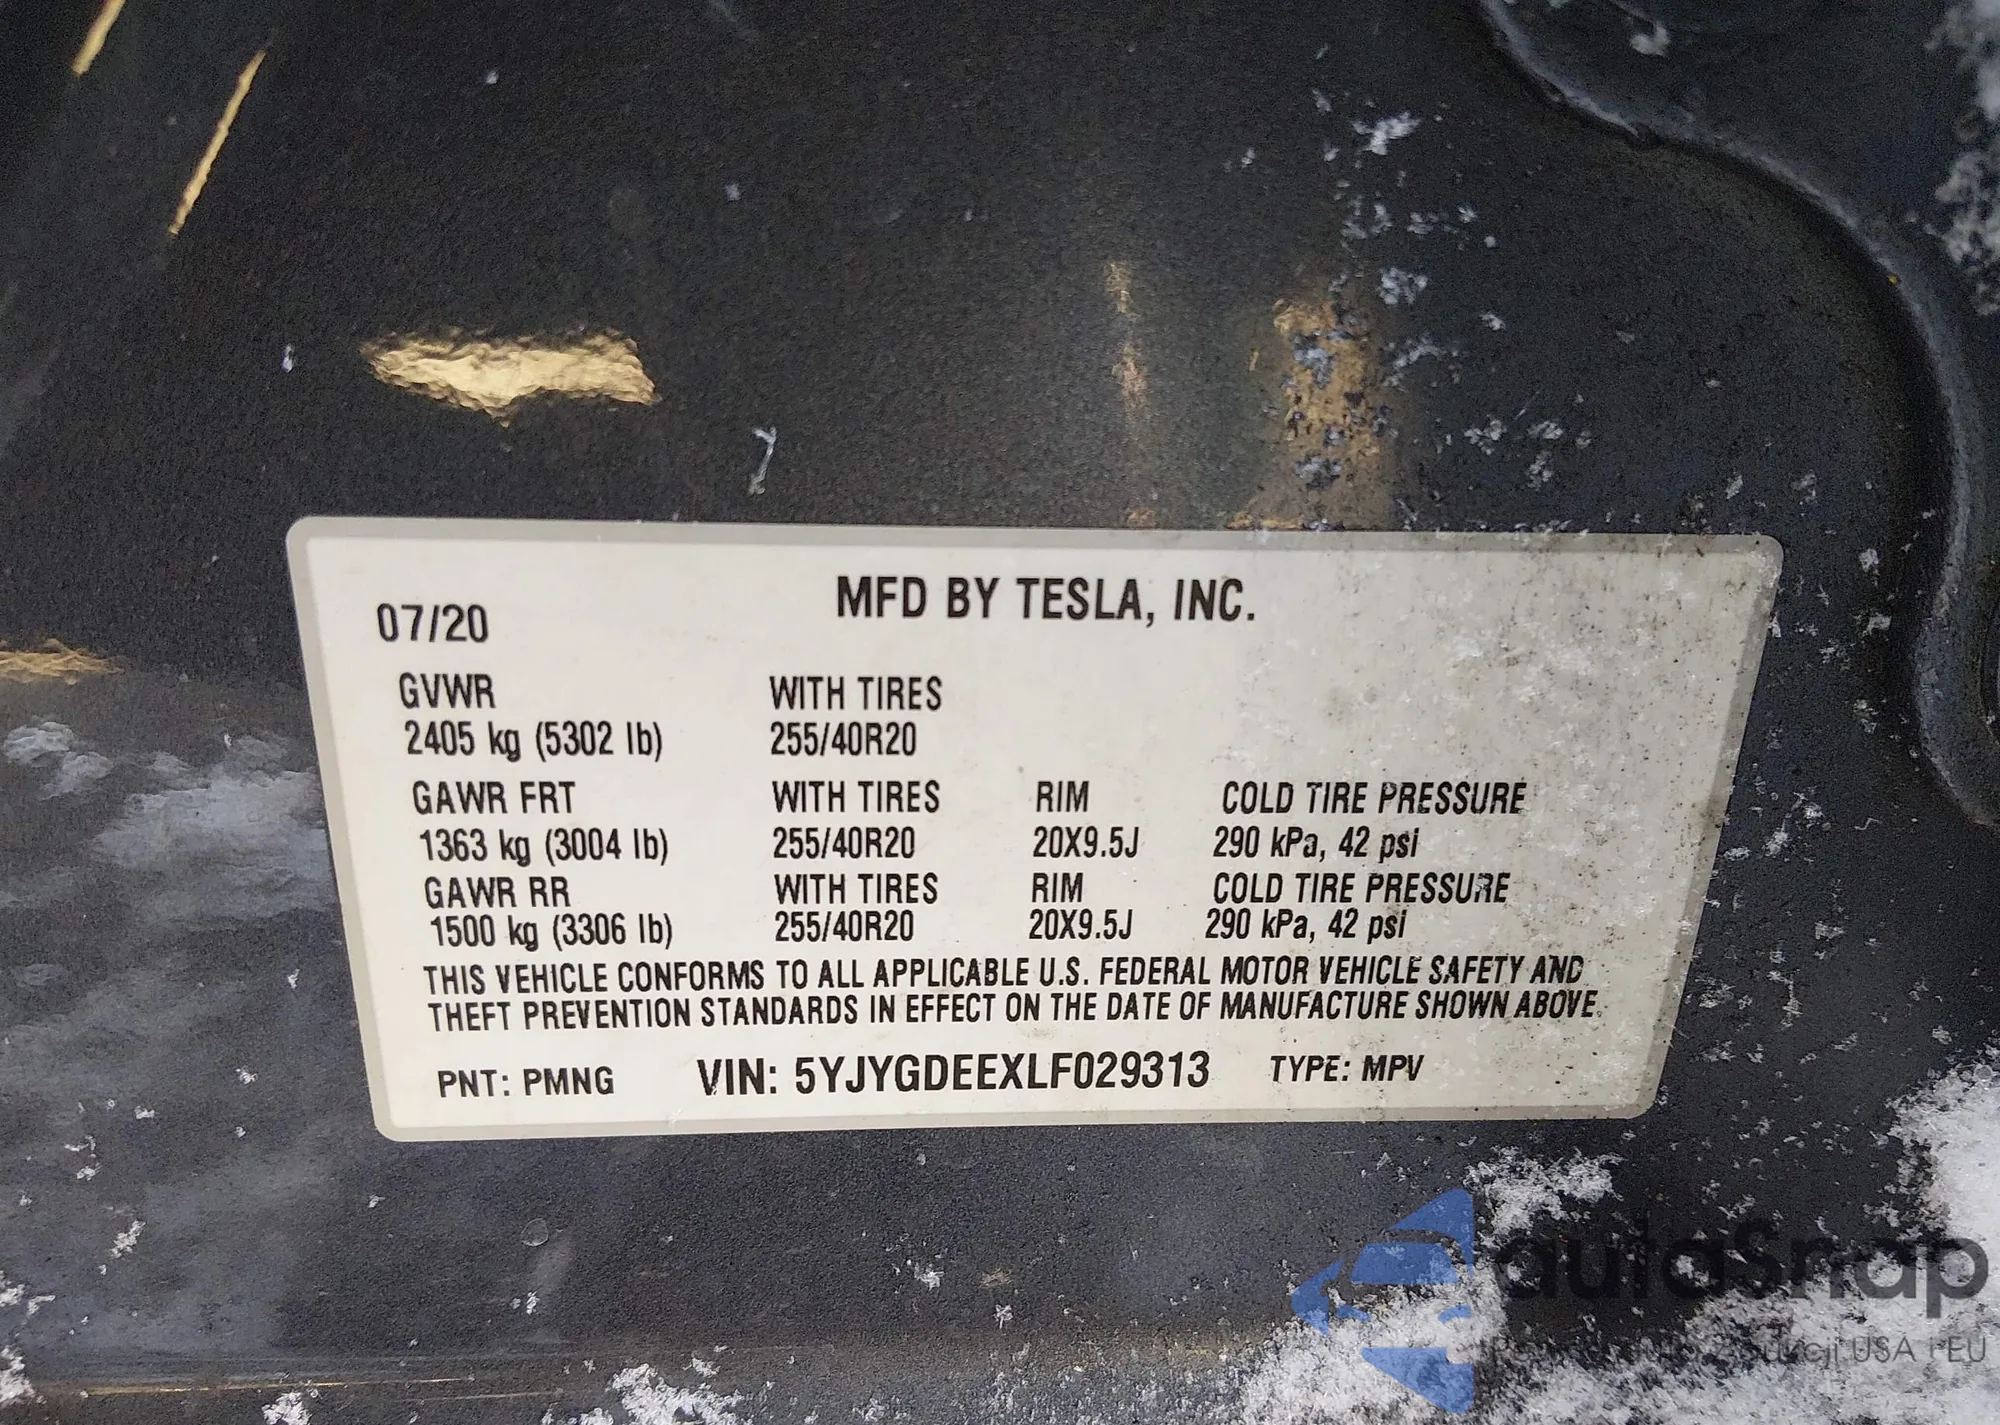 MFD BY TESLA, INC.
07/20
GVWR WITH TIRES
2405 kg (5302 lb) 255/40R20
GAWR FRT WITH TIRES RIM COLD TIRE PRESSURE
1363 kg (3004 lb) 255/40R20 20X9.5J 290 kPa, 42 psi
GAWR RR WITH TIRES RIM COLD TIRE PRESSURE
1500 kg (3306 lb) 255/40R20 20X9.5J 290 kPa, 42 psi
THIS VEHICLE CONFORMS TO ALL APPLICABLE U.S. FEDERAL MOTOR VEHICLE SAFETY AND
THEFT PREVENTION STANDARDS IN EFFECT ON THE DATE OF MANUFACTURE SHOWN ABOVE.
PNT: PMNG VIN: 5YJYGDEEXLF029313 TYPE: MPV
autaSnap
USA i EU